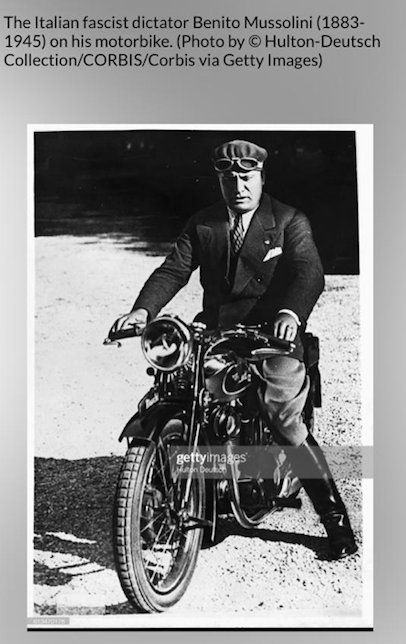 The Italian fascist dictator Benito Mussolini (1883-
1945) on his motorbike. (Photo by © Hulton-Deutsch
Collection/CORBIS/Corbis via Getty Images)
gettyimages®
Hulton Deutsch